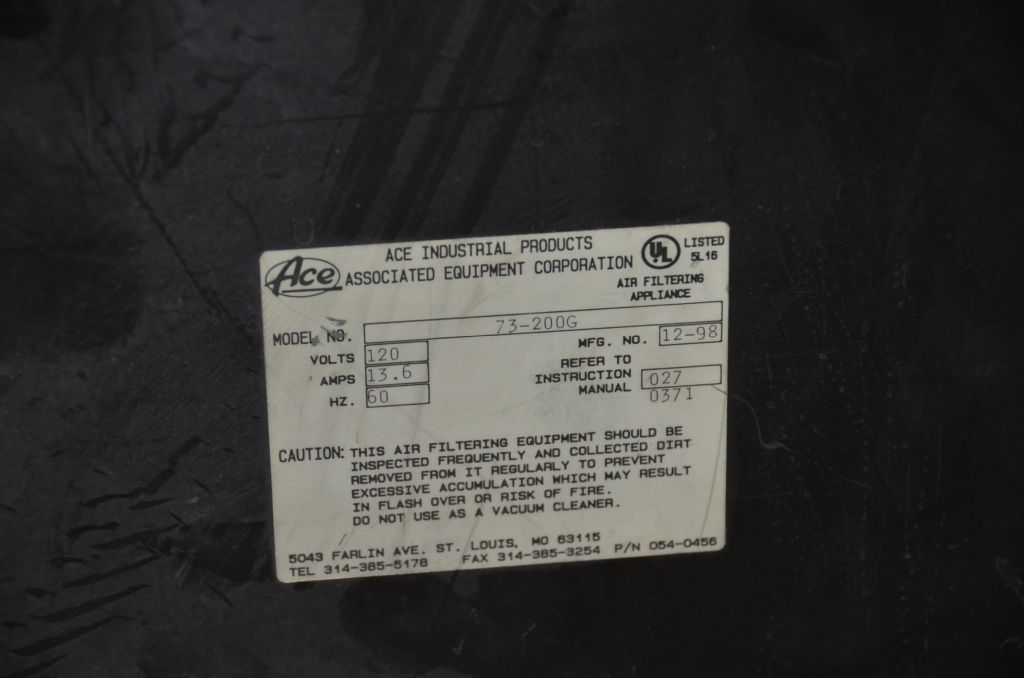 Ace
ACE INDUSTRIAL PRODUCTS
ASSOCIATED EQUIPMENT CORPORATION
UL LISTED
5L16
AIR FILTERING
APPLIANCE
MODEL NO. 73-200G
VOLTS 120
AMPS 13.6
HZ. 60
MFG. NO. 12-98
REFER TO
INSTRUCTION
MANUAL 027
0371
CAUTION: THIS AIR FILTERING EQUIPMENT SHOULD BE
INSPECTED FREQUENTLY AND COLLECTED DIRT
REMOVED FROM IT REGULARLY TO PREVENT
EXCESSIVE ACCUMULATION WHICH MAY RESULT
IN FLASH OVER OR RISK OF FIRE.
DO NOT USE AS A VACUUM CLEANER.
5043 FARLIN AVE. ST. LOUIS, MO 63115
TEL 314-385-5178 FAX 314-385-3254 P/N 054-0456